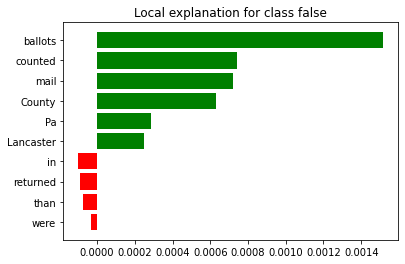 Local explanation for class false
ballots
counted
mail
County
Pa
Lancaster
in
returned
than
were
0.0000 0.0002 0.0004 0.0006 0.0008 0.0010 0.0012 0.0014